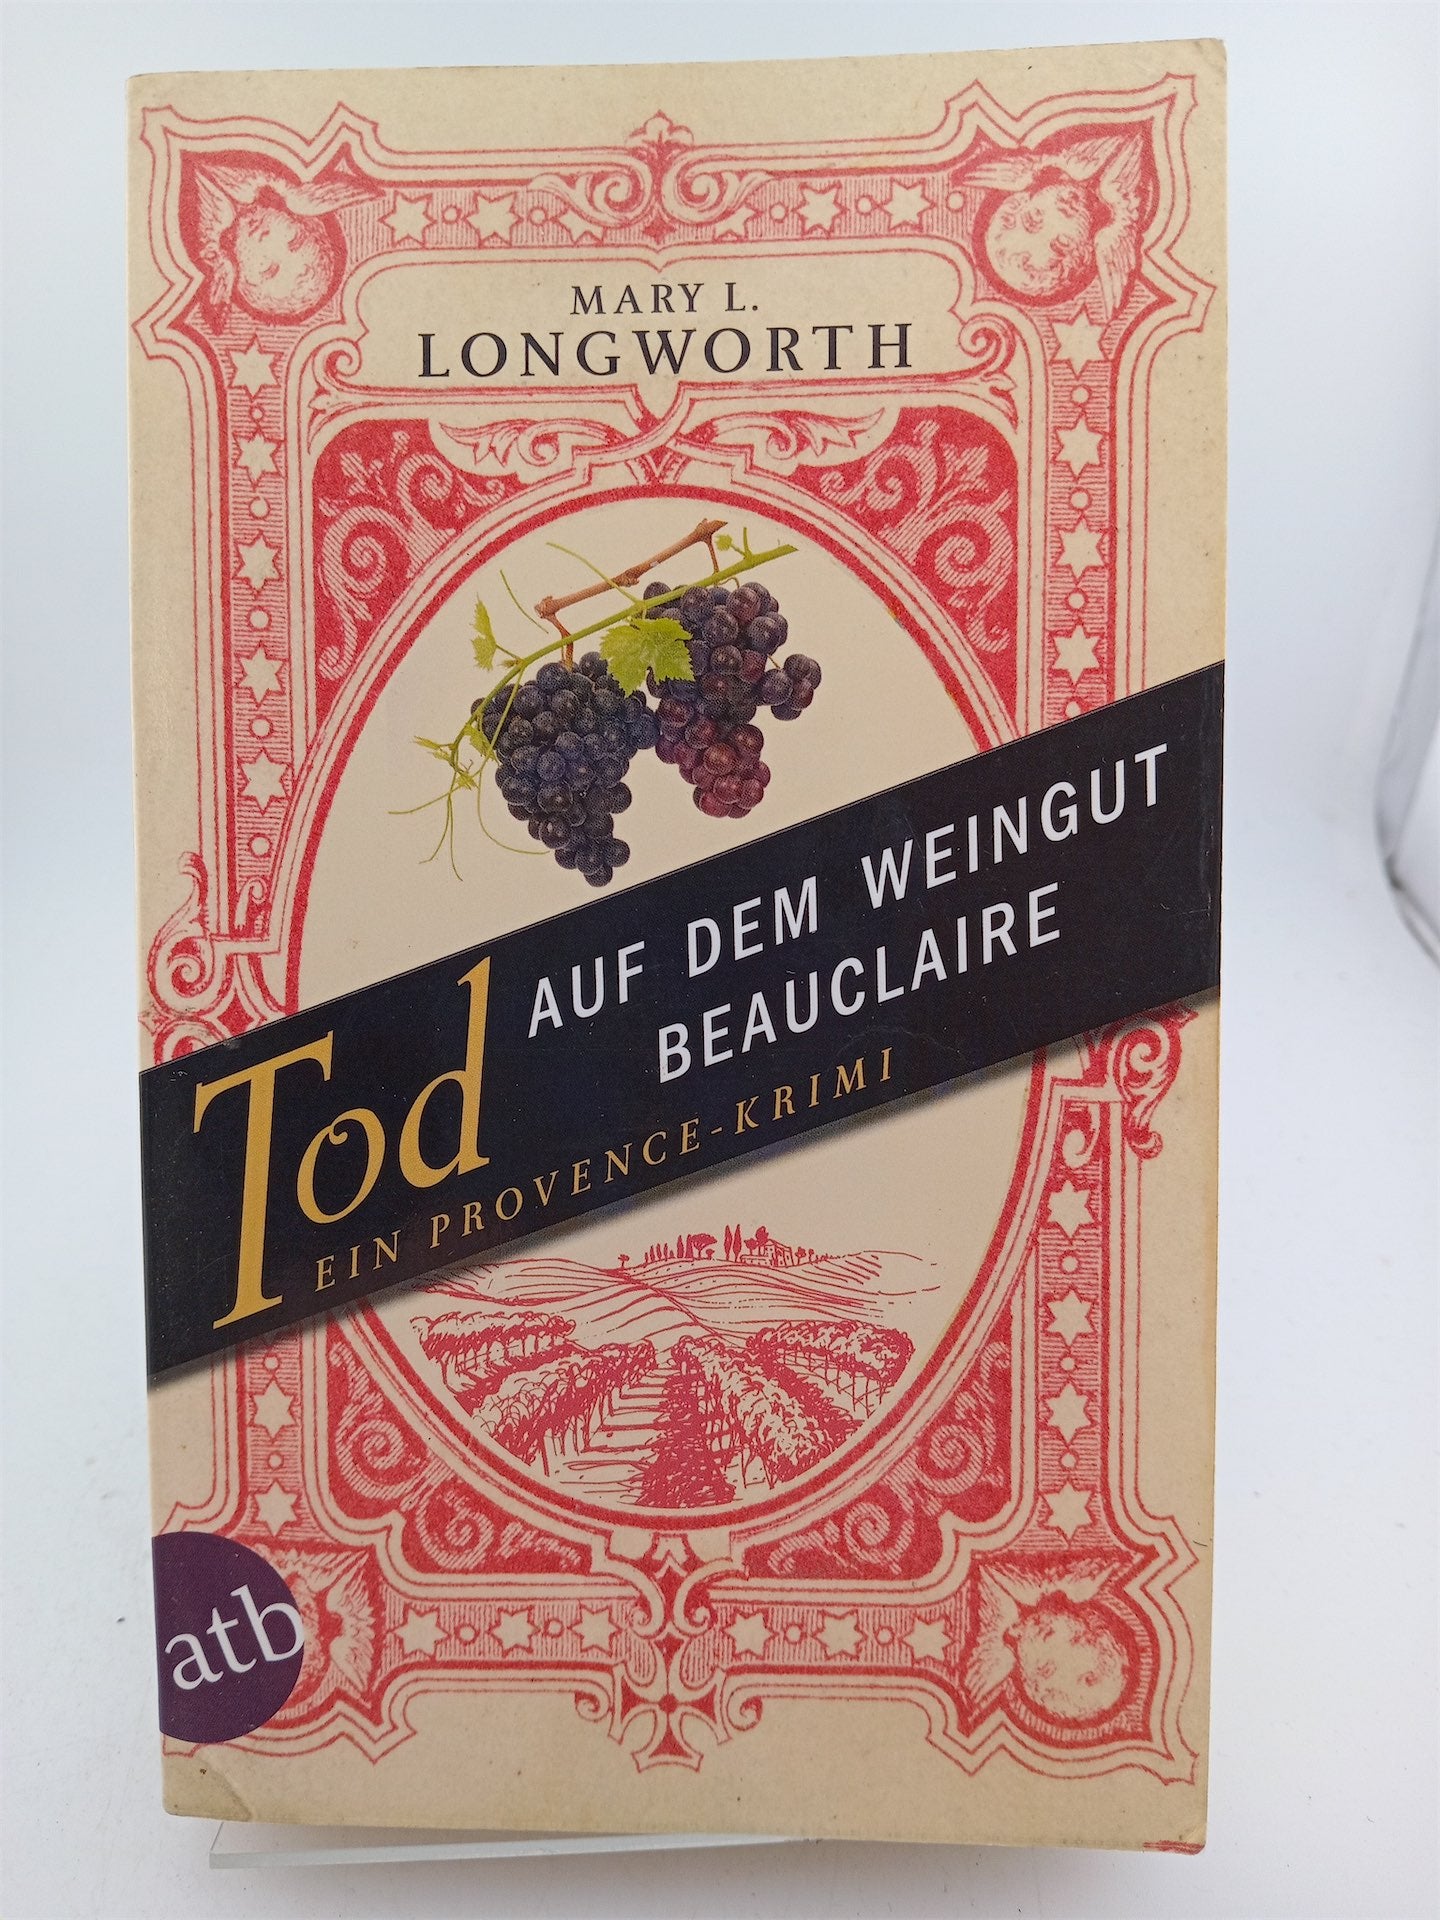 MARY L.
LONGWORTH
Tod AUF DEM WEINGUT
BEAUCLAIRE
EIN PROVENCE-KRIMI
atb